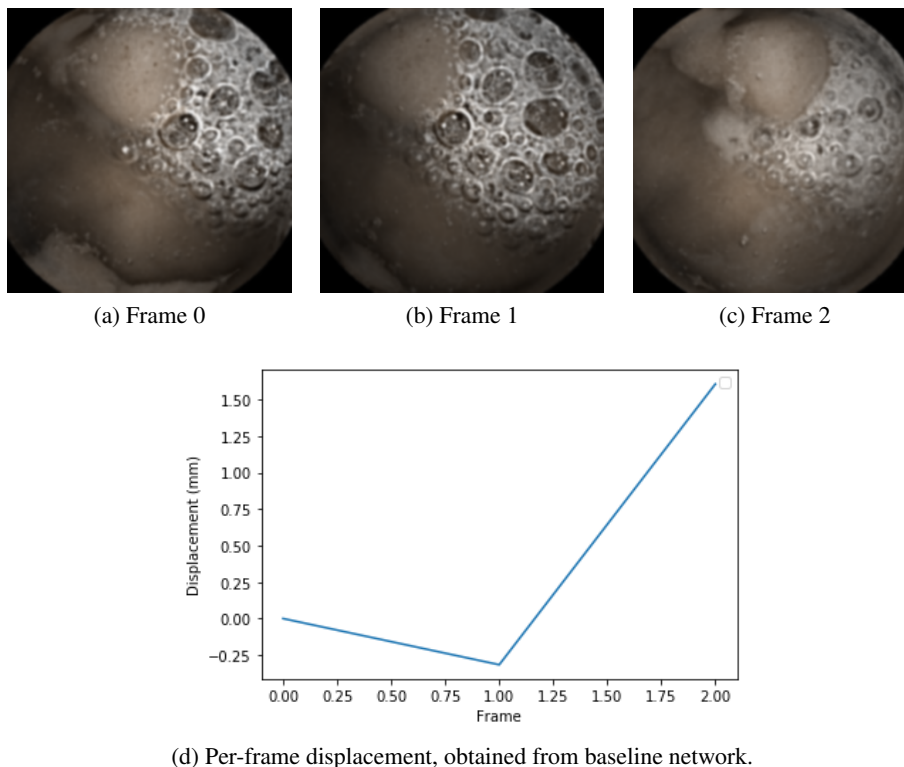 (a) Frame 0
(b) Frame 1
(c) Frame 2
1.50
1.25
1.00
0.75
0.50
0.25
0.00
−0.25
Displacement (mm)
0.00 0.25 0.50 0.75 1.00 1.25 1.50 1.75 2.00
Frame
(d) Per-frame displacement, obtained from baseline network.